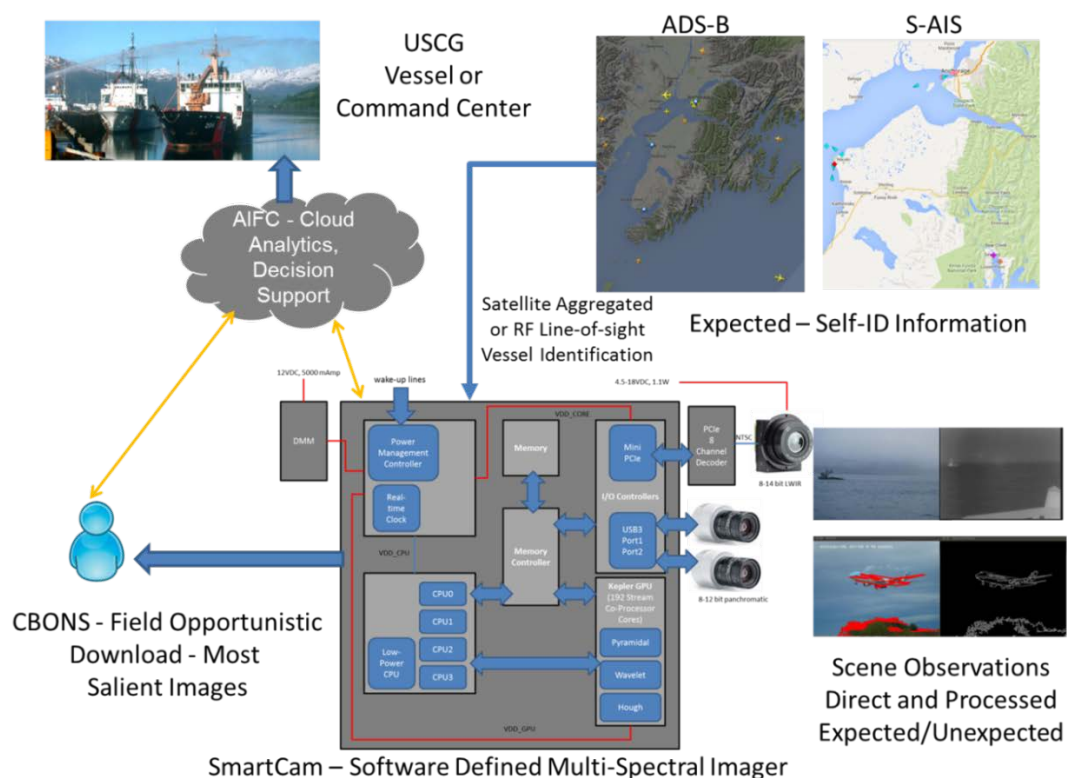 USCG
Vessel or
Command Center
ADS-B
S-AIS
AIFC - Cloud
Analytics,
Decision
Support
Satellite Aggregated
or RF Line-of-sight
Vessel Identification
Expected – Self-ID Information
12VDC, 5000 mAmp
wake-up lines
4.5-18VDC, 1.1W
VDD_CORE
DMM
Power
Management
Controller
Real-
time
Clock
Memory
Mini
PCIe
I/O Controllers
PCIe
8
Channel
Decoder
NTSC
8-14 bit LWIR
USB3
Port1
Port2
VDD_CPU
Memory
Controller
8-12 bit panchromatic
CPU0
CPU1
CPU2
CPU3
Low-
Power
CPU
Kepler GPU
(192 Stream
Co-Processor
Cores)
Pyramidal
Wavelet
Hough
VDD_GPU
CBONS - Field Opportunistic
Download - Most
Salient Images
Scene Observations
Direct and Processed
Expected/Unexpected
SmartCam – Software Defined Multi-Spectral Imager